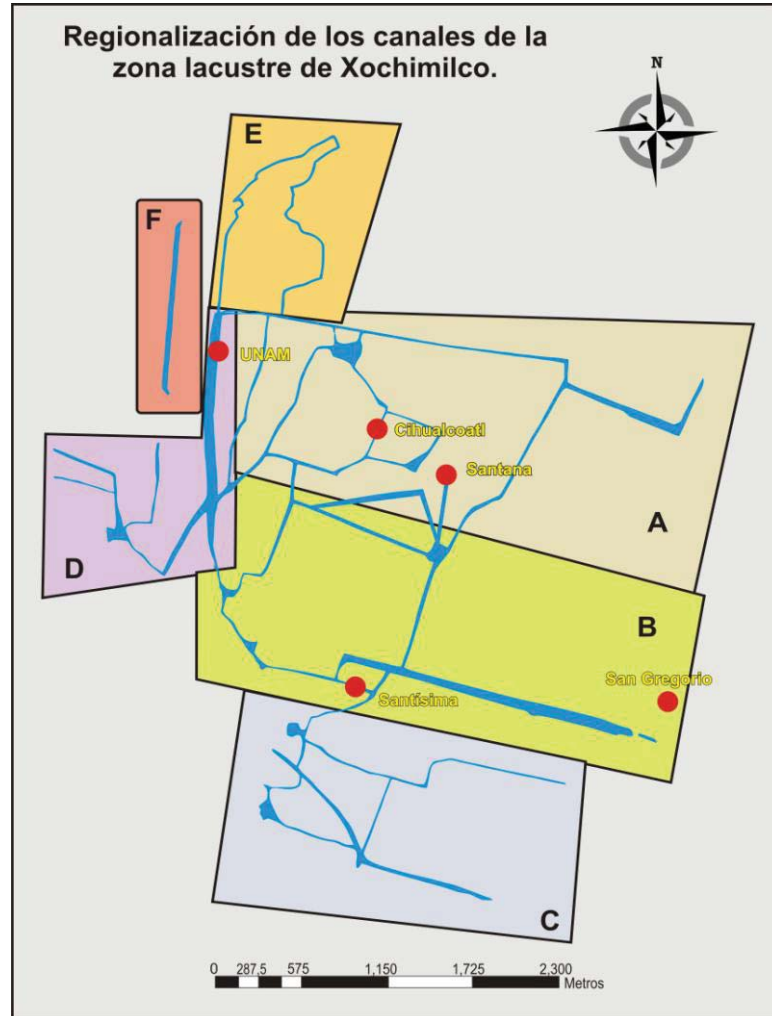 Regionalización de los canales de la
zona lacustre de Xochimilco.
N
E
F
UNAM
Cihualcoatl
Santana
A
D
B
San Gregorio
Santísima
C
0 287,5 575 1,150 1,725 2,300
Metros